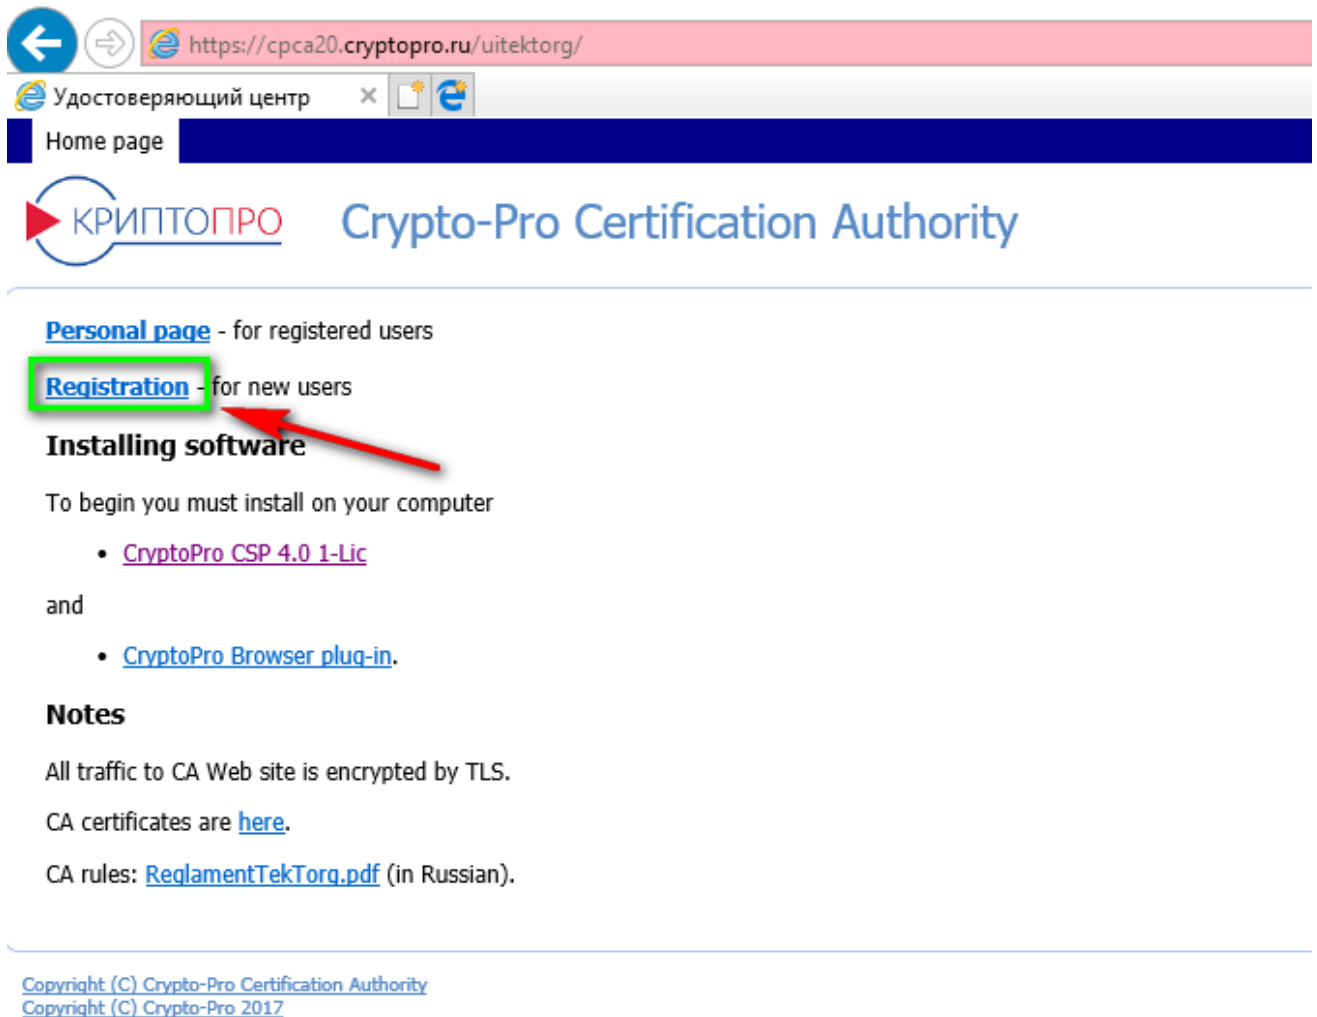 https://cpca20.cryptopro.ru/uitektorg/
Удостоверяющий центр
Home page
КРИПТОПРО
Crypto-Pro Certification Authority
Personal page - for registered users
Registration - for new users
Installing software
To begin you must install on your computer
• CryptoPro CSP 4.0 1-Lic
and
• CryptoPro Browser plug-in.
Notes
All traffic to CA Web site is encrypted by TLS.
CA certificates are here.
CA rules: ReglamentTekTorg.pdf (in Russian).
Copyright (C) Crypto-Pro Certification Authority
Copyright (C) Crypto-Pro 2017